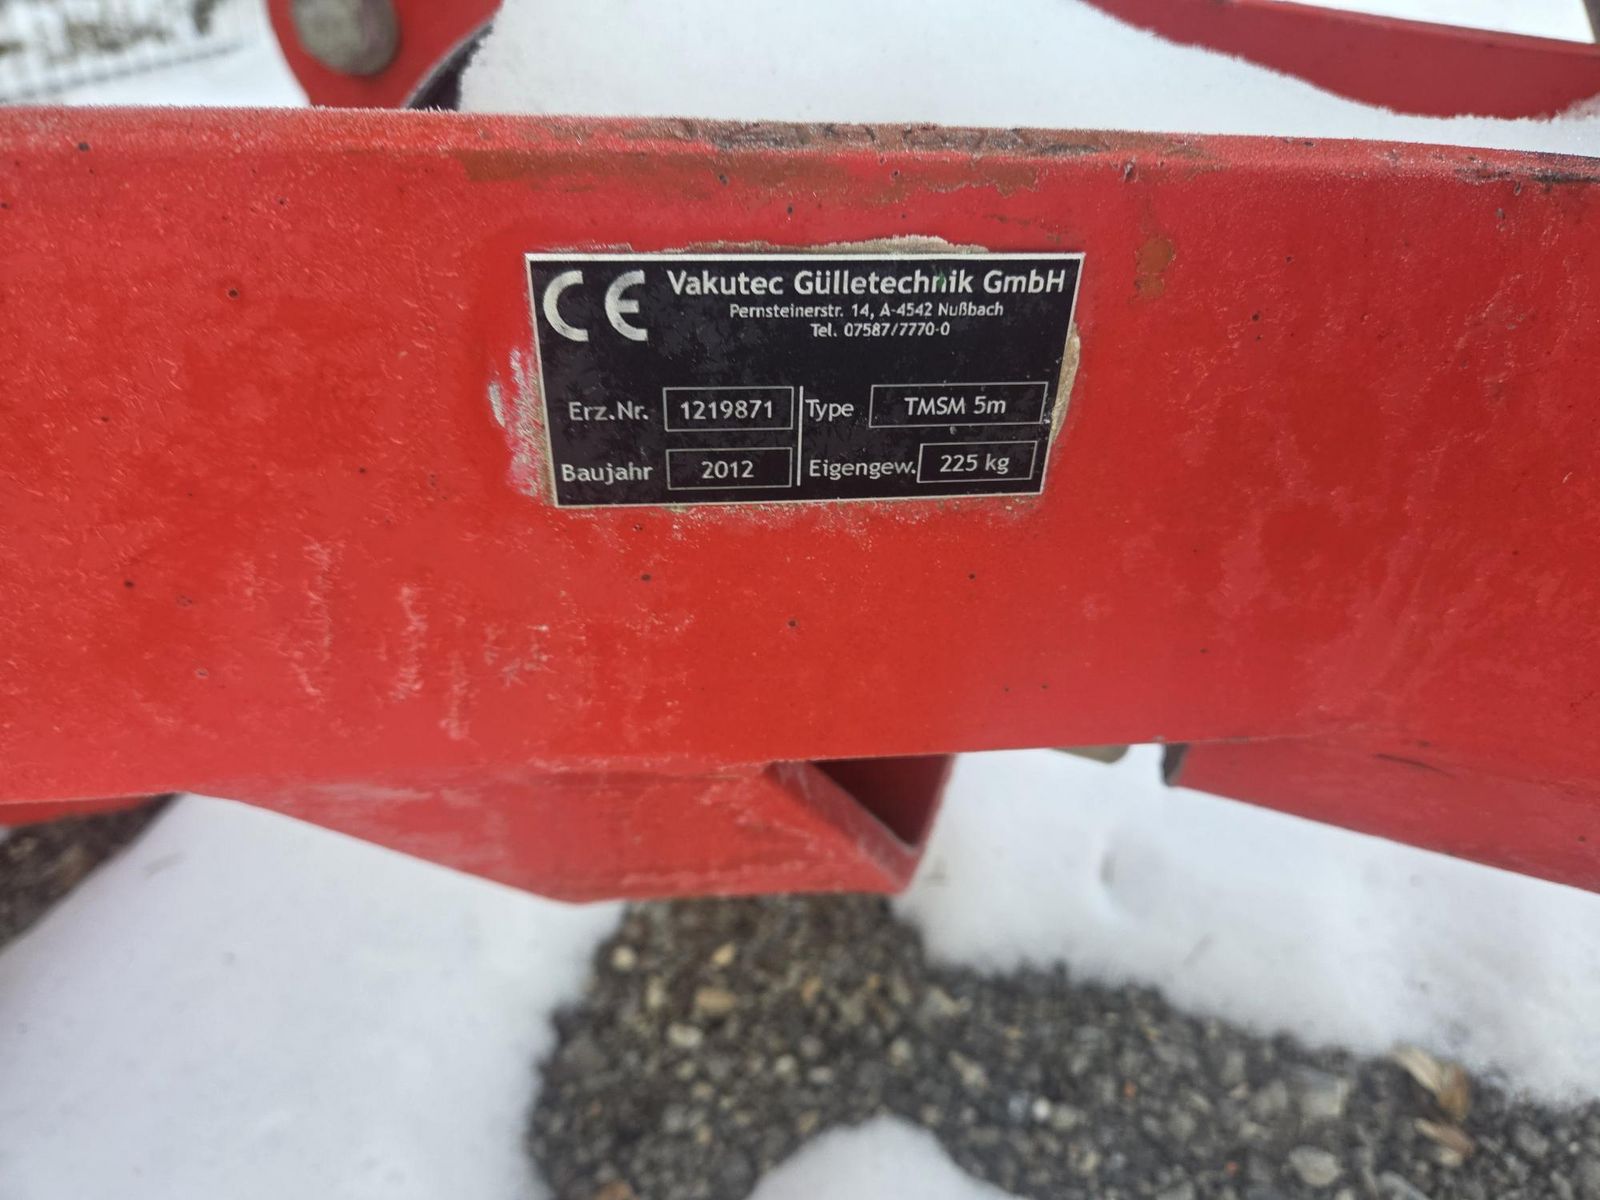 CE Vakutec Gülletechnik GmbH
Pernsteinerstr. 14, A-4542 Nußbach
Tel. 07587/7770-0
Erz.Nr. 1219871 Type TMSM 5m
Baujahr 2012 Eigengew. 225 kg